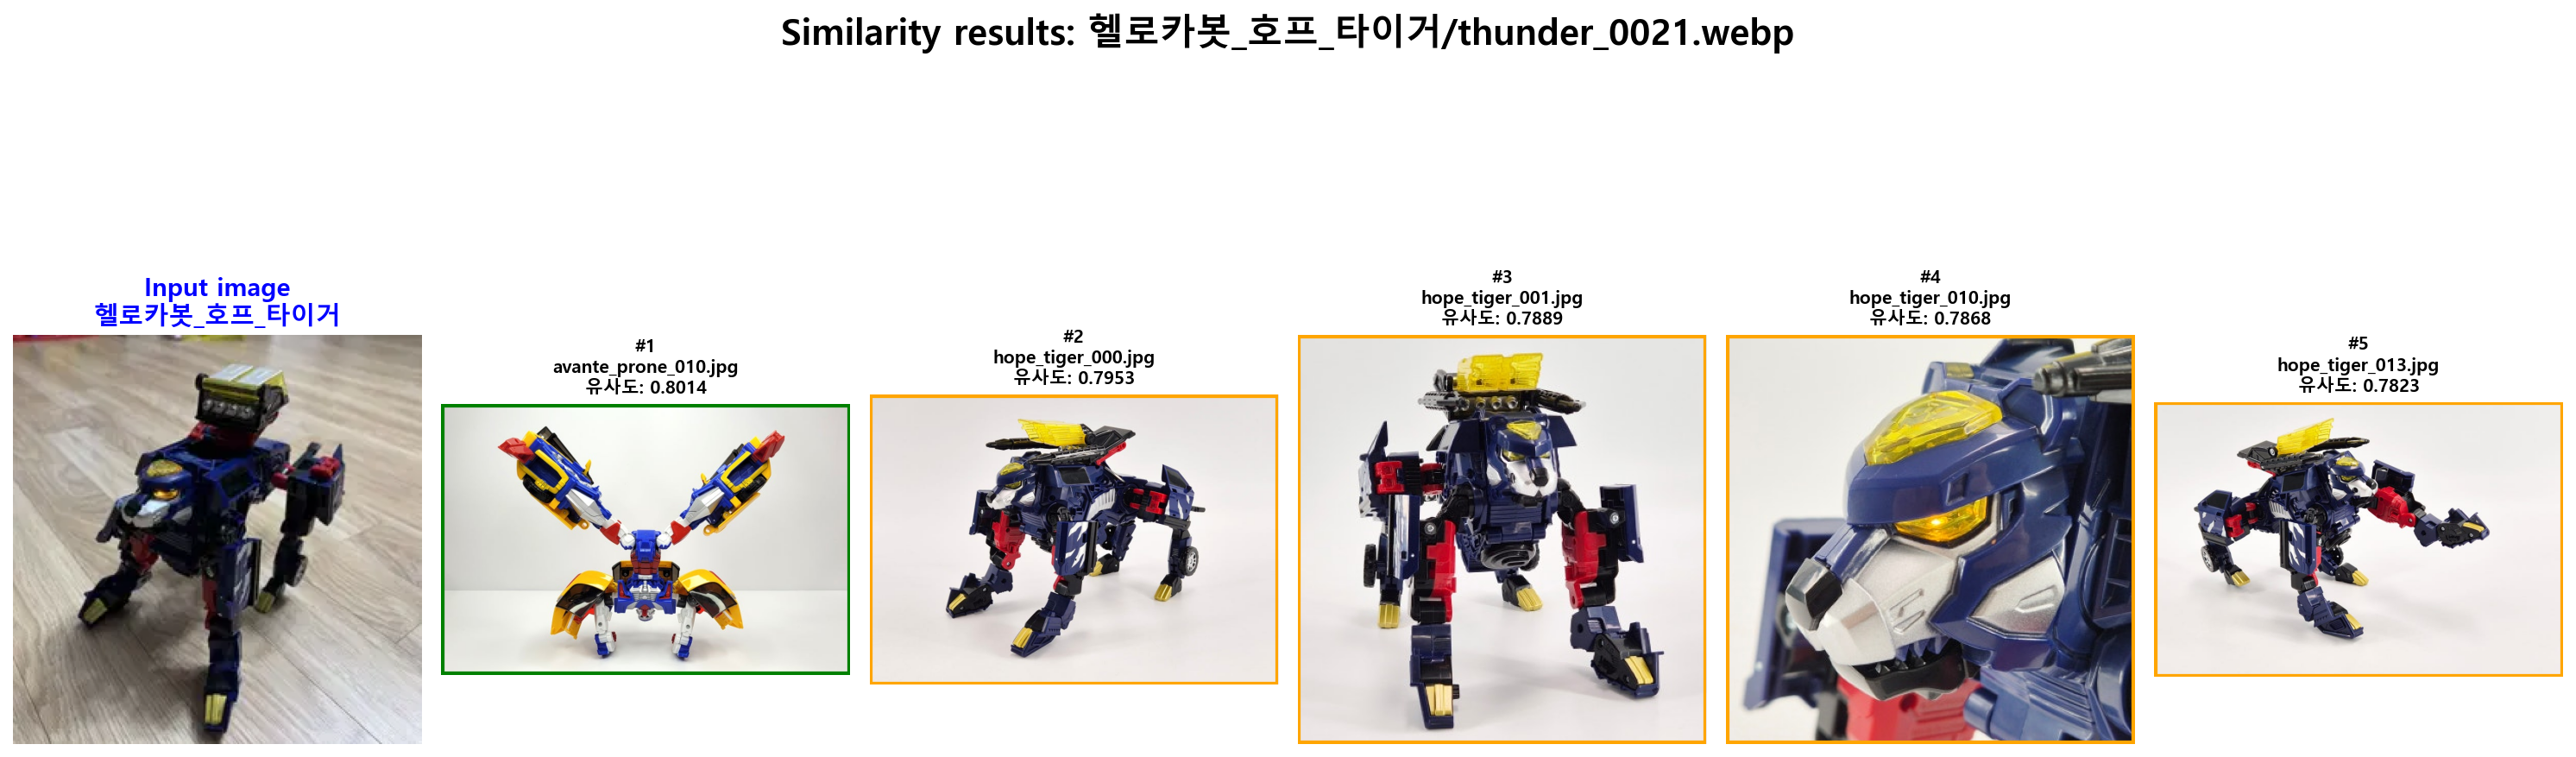 Similarity results: 헬로카봇_호프_타이거/thunder_0021.webp
Input image
헬로카봇_호프_타이거
#1
avante_prone_010.jpg
유사도: 0.8014
#2
hope_tiger_000.jpg
유사도: 0.7953
#3
hope_tiger_001.jpg
유사도: 0.7889
#4
hope_tiger_010.jpg
유사도: 0.7868
#5
hope_tiger_013.jpg
유사도: 0.7823